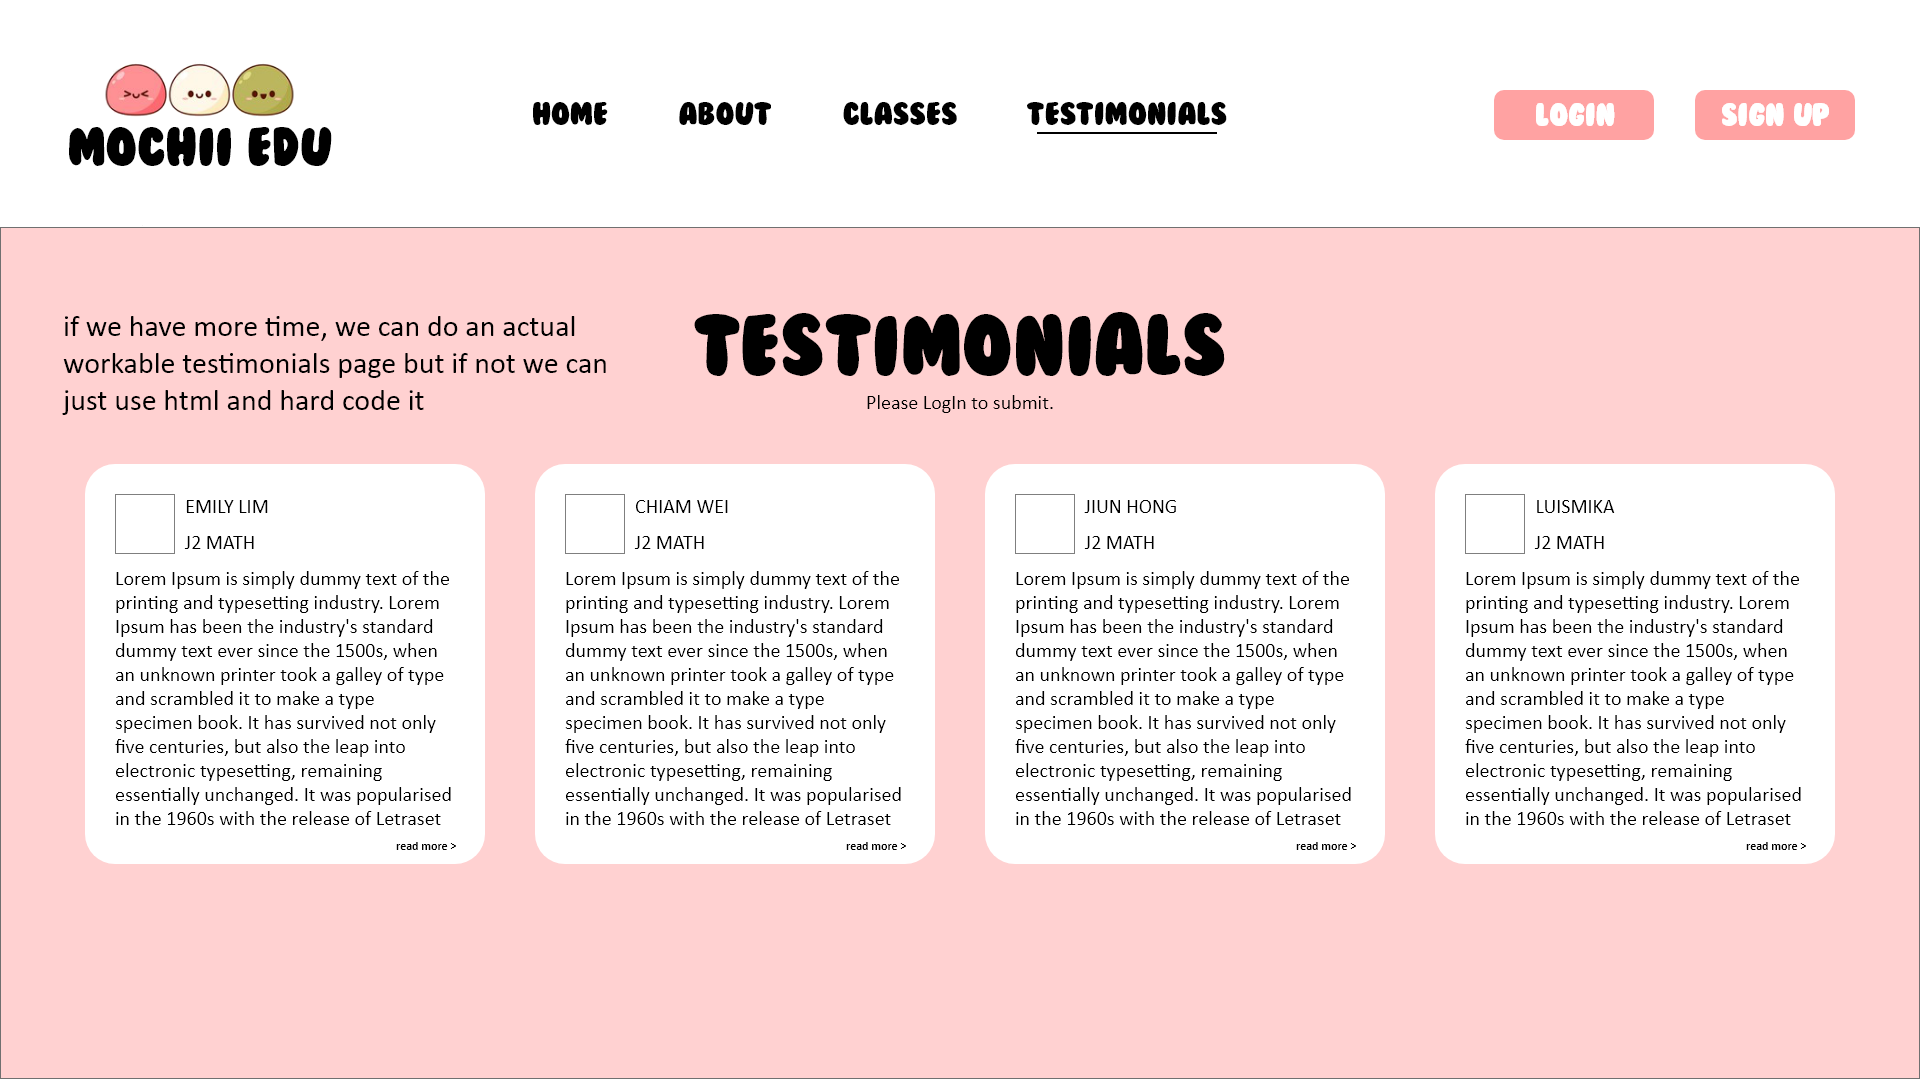 MOCHII EDU
HOME
ABOUT
CLASSES
TESTIMONIALS
LOGIN
SIGN UP
if we have more time, we can do an actual
workable testimonials page but if not we can
just use html and hard code it
TESTIMONIALS
Please LogIn to submit.
EMILY LIM
J2 MATH
Lorem Ipsum is simply dummy text of the
printing and typesetting industry. Lorem
Ipsum has been the industry's standard
dummy text ever since the 1500s, when
an unknown printer took a galley of type
and scrambled it to make a type
specimen book. It has survived not only
five centuries, but also the leap into
electronic typesetting, remaining
essentially unchanged. It was popularised
in the 1960s with the release of Letraset
read more >
CHIAM WEI
J2 MATH
Lorem Ipsum is simply dummy text of the
printing and typesetting industry. Lorem
Ipsum has been the industry's standard
dummy text ever since the 1500s, when
an unknown printer took a galley of type
and scrambled it to make a type
specimen book. It has survived not only
five centuries, but also the leap into
electronic typesetting, remaining
essentially unchanged. It was popularised
in the 1960s with the release of Letraset
read more >
JIUN HONG
J2 MATH
Lorem Ipsum is simply dummy text of the
printing and typesetting industry. Lorem
Ipsum has been the industry's standard
dummy text ever since the 1500s, when
an unknown printer took a galley of type
and scrambled it to make a type
specimen book. It has survived not only
five centuries, but also the leap into
electronic typesetting, remaining
essentially unchanged. It was popularised
in the 1960s with the release of Letraset
read more >
LUISMIKA
J2 MATH
Lorem Ipsum is simply dummy text of the
printing and typesetting industry. Lorem
Ipsum has been the industry's standard
dummy text ever since the 1500s, when
an unknown printer took a galley of type
and scrambled it to make a type
specimen book. It has survived not only
five centuries, but also the leap into
electronic typesetting, remaining
essentially unchanged. It was popularised
in the 1960s with the release of Letraset
read more >